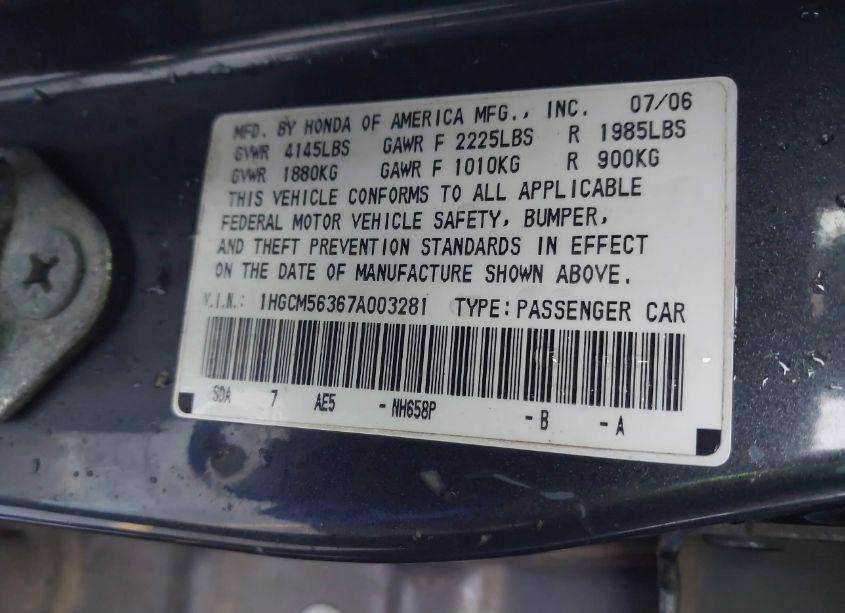 MFD. BY HONDA OF AMERICA MFG., INC. 07/06
GVWR 4145LBS GAWR F 2225LBS R 1985LBS
GVWR 1880KG GAWR F 1010KG R 900KG
THIS VEHICLE CONFORMS TO ALL APPLICABLE
FEDERAL MOTOR VEHICLE SAFETY, BUMPER,
AND THEFT PREVENTION STANDARDS IN EFFECT
ON THE DATE OF MANUFACTURE SHOWN ABOVE.
V.I.N.: 1HGCM56367A003281 TYPE: PASSENGER CAR
SDA 7 AE5 - NH658P - B - A